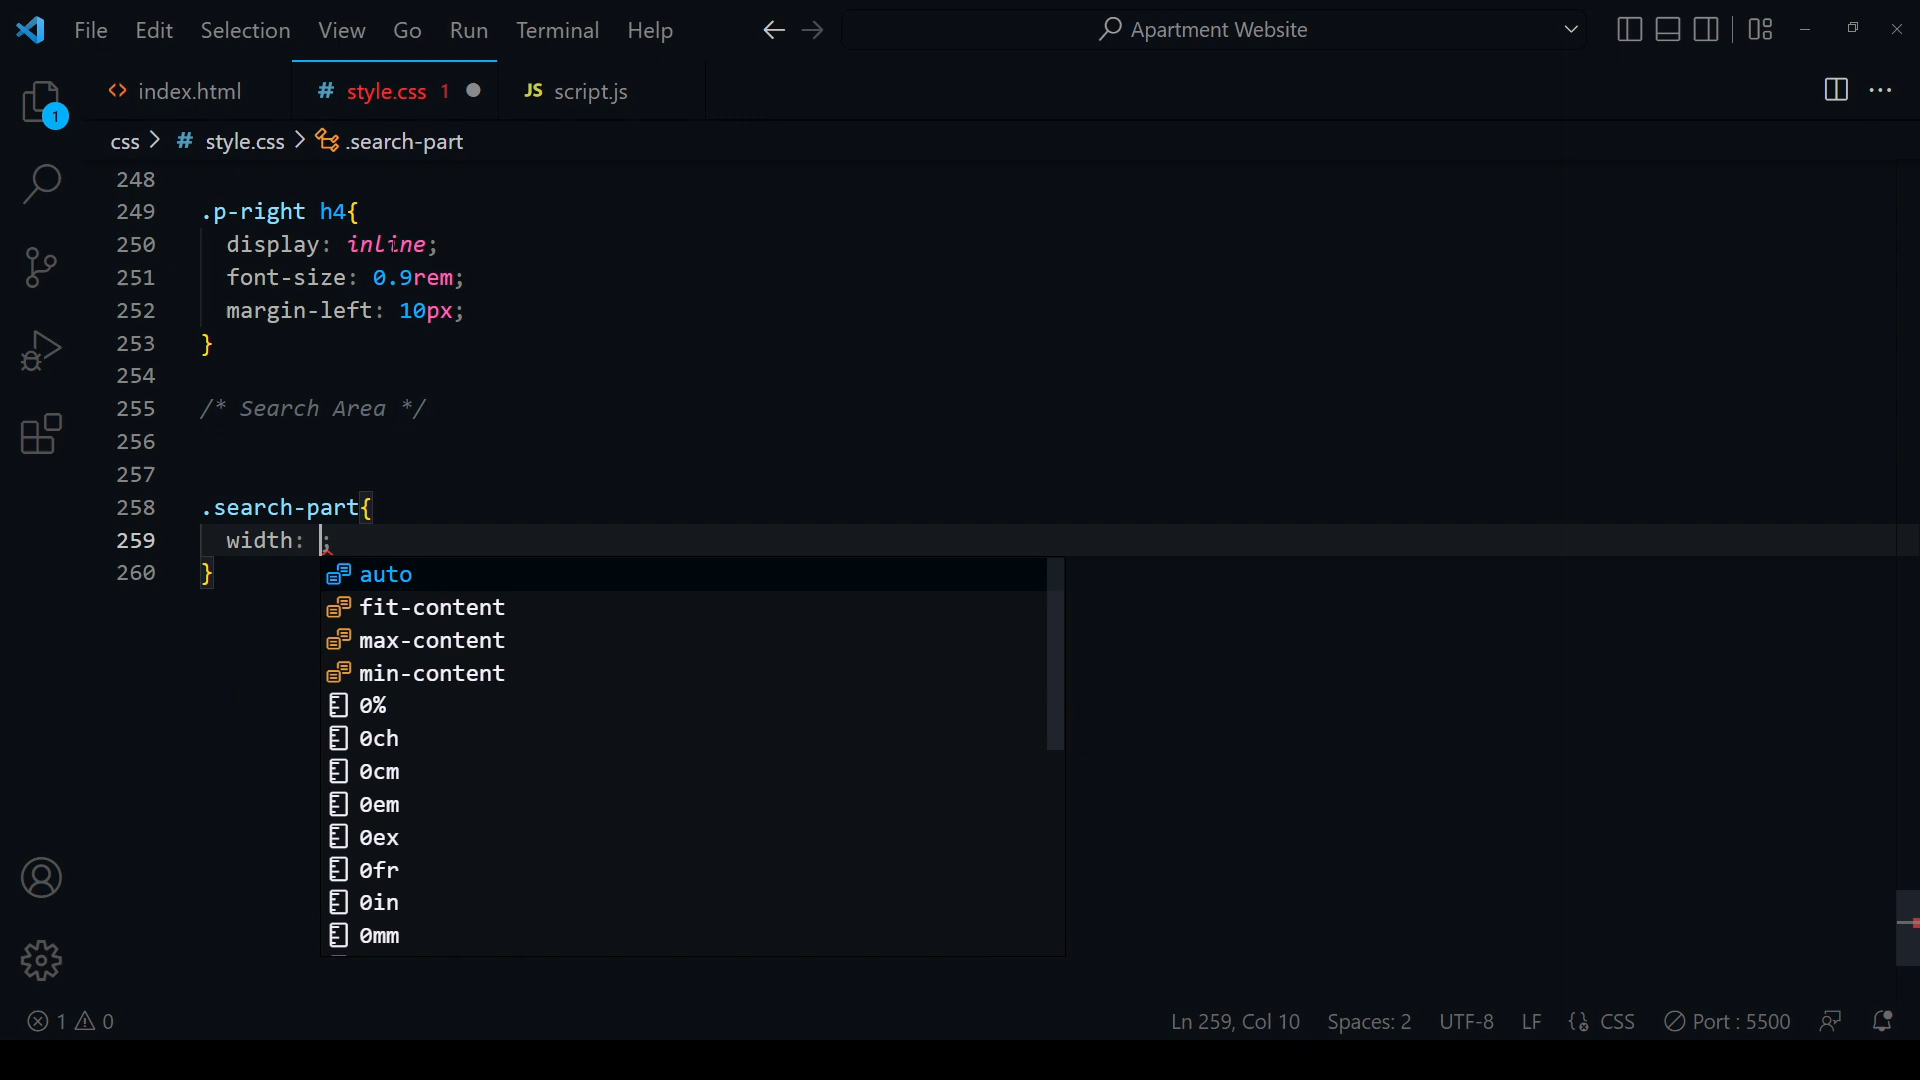 File Edit Selection View Go Run Terminal Help Apartment Website
index.html # style.css 1 JS script.js
1
css > # style.css > .search-part
248
249 .p-right h4{
250 display: inline;
251 font-size: 0.9rem;
252 margin-left: 10px;
253 }
254
255 /* Search Area */
256
257
258 .search-part{
259 width: ;
260 }
auto
fit-content
max-content
min-content
0%
0ch
0cm
0em
0ex
0fr
0in
0mm
1 0 Ln 259, Col 10 Spaces: 2 UTF-8 LF CSS Port : 5500